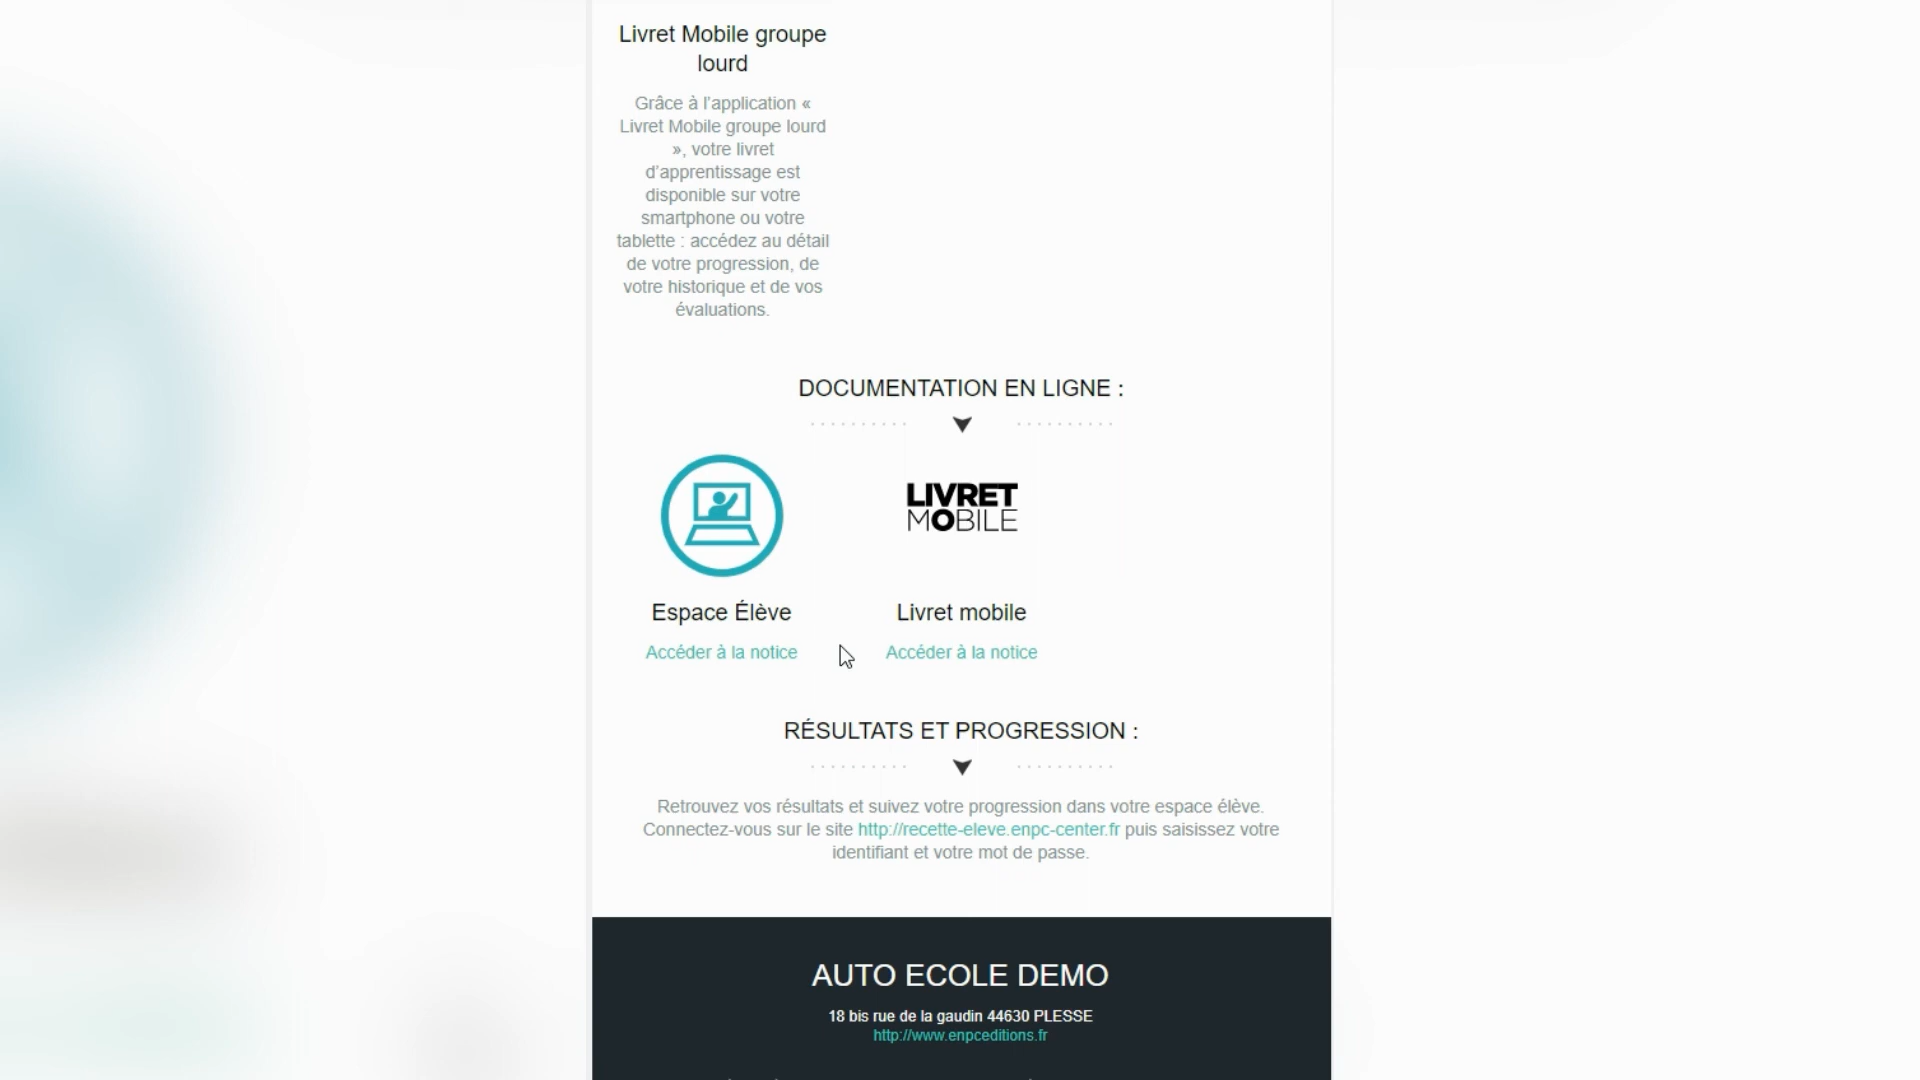 Livret Mobile groupe
lourd
Grâce à l'application «
Livret Mobile groupe lourd
», votre livret
d'apprentissage est
disponible sur votre
smartphone ou votre
tablette : accédez au détail
de votre progression, de
votre historique et de vos
évaluations.
DOCUMENTATION EN LIGNE :
LIVRET
MOBILE
Espace Élève
Livret mobile
Accéder à la notice
Accéder à la notice
RÉSULTATS ET PROGRESSION :
Retrouvez vos résultats et suivez votre progression dans votre espace élève.
Connectez-vous sur le site http://recette-eleve.enpc-center.fr puis saisissez votre
identifiant et votre mot de passe.
AUTO ECOLE DEMO
18 bis rue de la gaudin 44630 PLESSE
http://www.enpceditions.fr